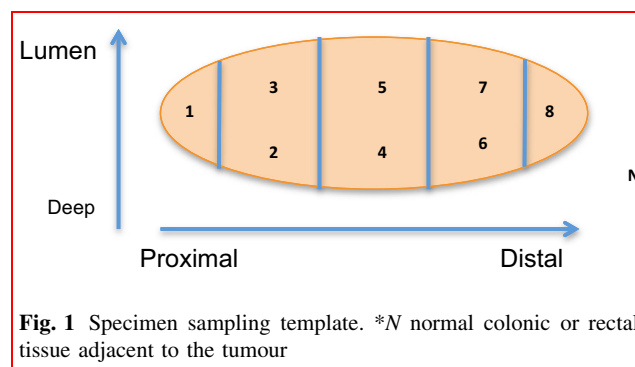 Lumen
3 5 7
1 8
2 4 6
N
Deep
Proximal Distal
Fig. 1 Specimen sampling template. *N normal colonic or rectal
tissue adjacent to the tumour